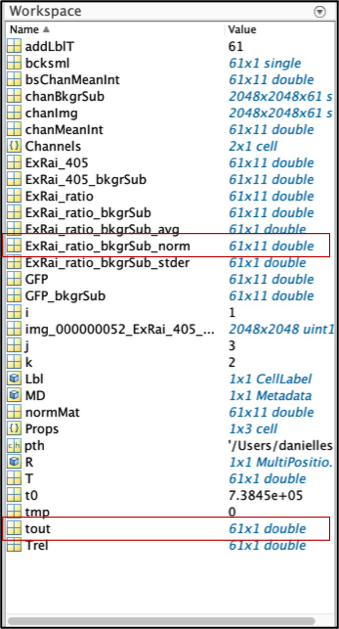 Workspace
Name Value
addLblT 61
bcksml 61x1 single
bsChanMeanInt 61x11 double
chanBkgrSub 2048x2048x61 s
chanImg 2048x2048x61 s
chanMeanInt 61x11 double
Channels 2x1 cell
ExRai_405 61x11 double
ExRai_405_bkgrSub 61x11 double
ExRai_ratio 61x11 double
ExRai_ratio_bkgrSub 61x11 double
ExRai_ratio_bkgrSub_avg 61x1 double
ExRai_ratio_bkgrSub_norm 61x11 double
ExRai_ratio_bkgrSub_stder 61x1 double
GFP 61x11 double
GFP_bkgrSub 61x11 double
i 1
img_000000052_ExRai_405_... 2048x2048 uint1
j 3
k 2
Lbl 1x1 CellLabel
MD 1x1 Metadata
normMat 61x11 double
Props 1x3 cell
pth '/Users/danielles
R 1x1 MultiPositio.
T 61x11 double
t0 7.3845e+05
tmp 0
tout 61x1 double
Trel 61x1 double